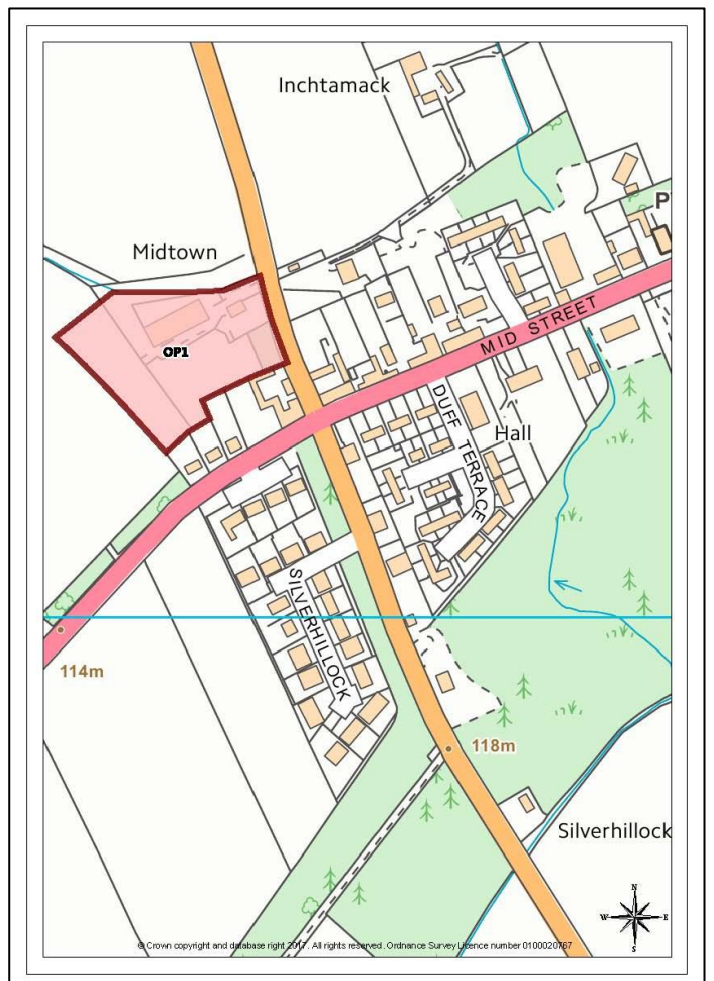 Inchtamack
P
Midtown
OP1
MID STREET
DUFF TERRACE
Hall
SILVERHILLOCK
114m
118m
Silverhillock
N
W
E
S
© Crown copyright and database right 2017. All rights reserved. Ordnance Survey Licence number 0100020767